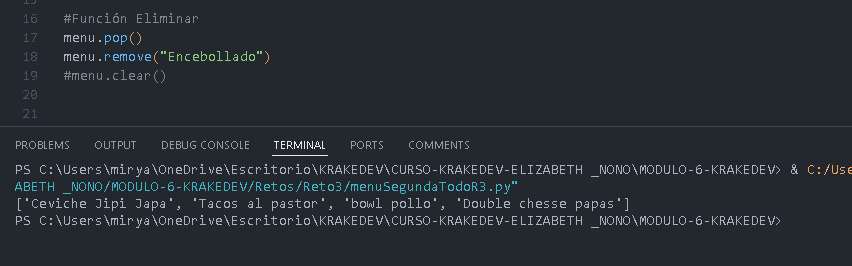 16 #Función Eliminar
17 menu.pop()
18 menu.remove("Encebollado")
19 #menu.clear()
20
21
PROBLEMS OUTPUT DEBUG CONSOLE TERMINAL PORTS COMMENTS
PS C:\Users\mirya\OneDrive\Escritorio\KRAKEDEV\CURSO-KRAKEDEV-ELIZABETH _NONO\MODULO-6-KRAKEDEV> & C:/Use
ABETH _NONO/MODULO-6-KRAKEDEV/Retos/Reto3/menuSegundaTodoR3.py"
['Ceviche Jipi Japa', 'Tacos al pastor', 'bowl pollo', 'Double chesse papas']
PS C:\Users\mirya\OneDrive\Escritorio\KRAKEDEV\CURSO-KRAKEDEV-ELIZABETH _NONO\MODULO-6-KRAKEDEV>